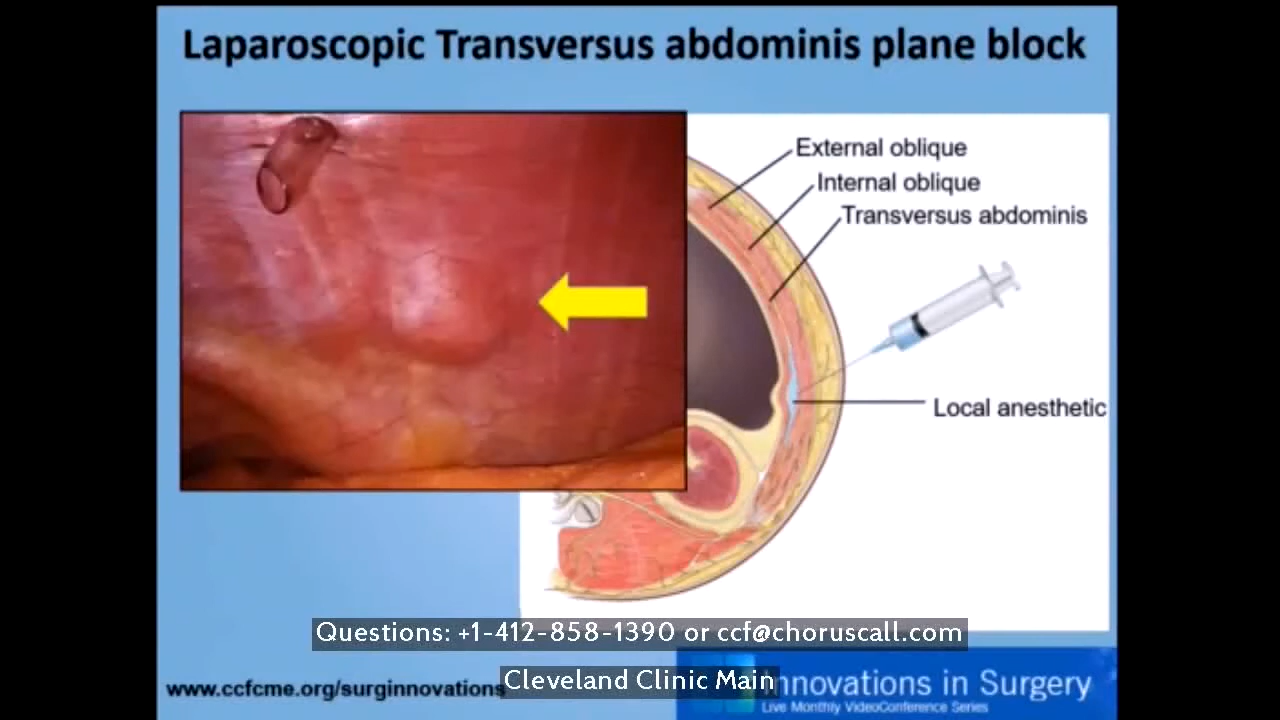 Laparoscopic Transversus abdominis plane block
External oblique
Internal oblique
Transversus abdominis
Local anesthetic
Questions: +1-412-858-1390 or ccf@choruscall.com
Cleveland Clinic Main
www.ccfcme.org/surginnovations
Innovations in Surgery
Live Monthly VideoConference Series